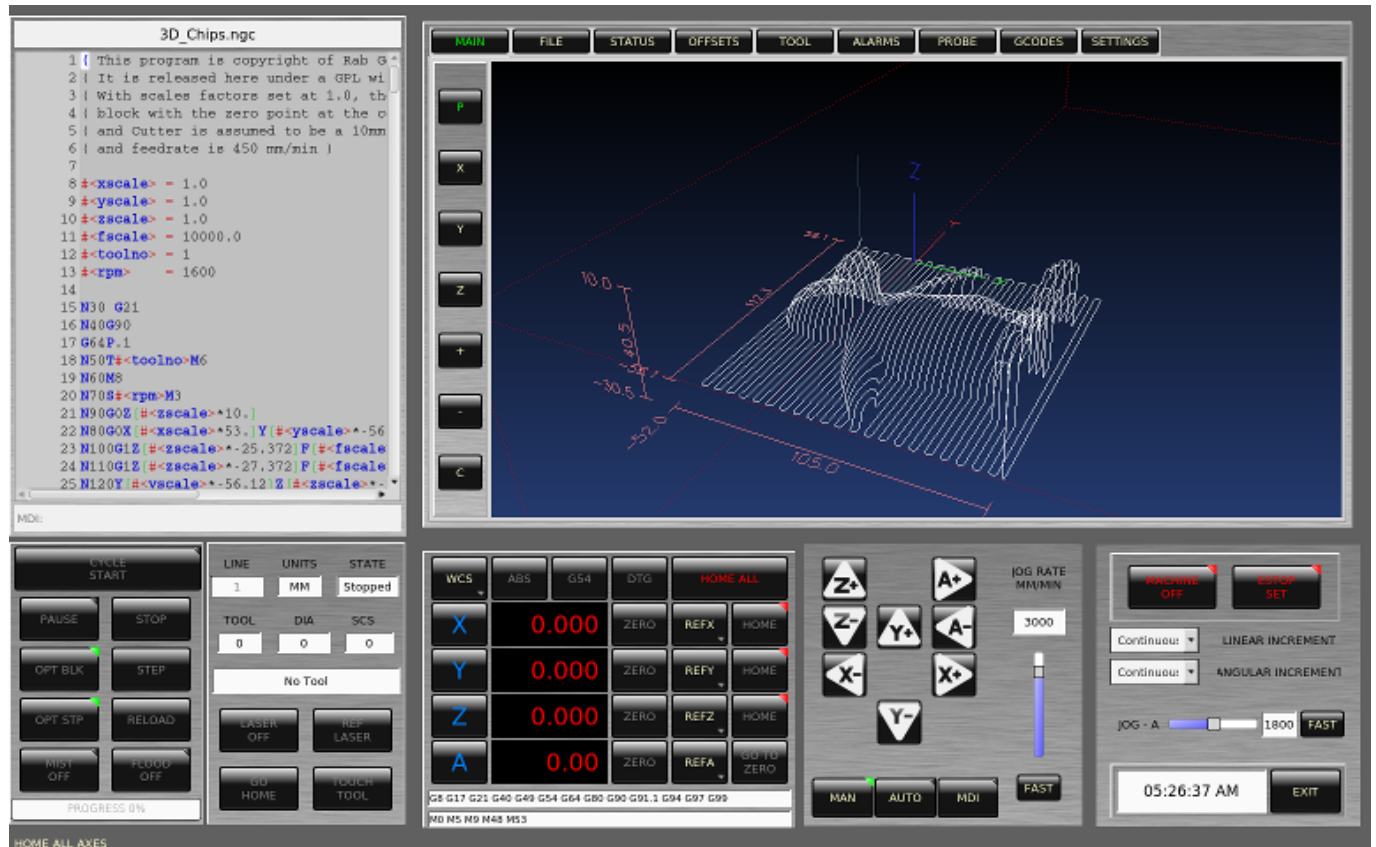 3D_Chips.ngc
1 ( This program is copyright of Rab G
2 ( It is released here under a GPL wi
3 ( With scales factors set at 1.0, th
4 ( block with the zero point at the c
5 ( and Cutter is assumed to be a 10mm
6 ( and feedrate is 450 mm/min )
7
8 #<xscale> = 1.0
9 #<yscale> = 1.0
10 #<zscale> = 1.0
11 #<fscale> = 10000.0
12 #<toolno> = 1
13 #<rpm> = 1600
14
15 N30 G21
16 N40G90
17 G64P.1
18 N50T#<toolno>M6
19 N60M8
20 N70S#<rpm>M3
21 N90G0Z[#<zscale>*10.]
22 N80G0X[#<xscale>*53.]Y[#<yscale>*-56
23 N100G1Z[#<zscale>*-25.372]F[#<fscale
24 N110G1Z[#<zscale>*-27.372]F[#<fscale
25 N120Y[#<yscale>*-56.12]Z[#<zscale>*-
MDI:
MAIN FILE STATUS OFFSETS TOOL ALARMS PROBE GCODES SETTINGS
P
X
Y
Z
+
-
C
Z
Y
X
10.0
40.5
-30.5
-52.0
105.0
CYCLE
START
PAUSE STOP
OPT BLK STEP
OPT STP RELOAD
MIST
OFF
FLOOD
OFF
PROGRESS 0%
LINE UNITS STATE
1 MM Stopped
TOOL DIA SCS
0 0 0
No Tool
LASER
OFF
REF
LASER
GO
HOME
TOUCH
TOOL
WCS ABS G54 DTG HOME ALL
X 0.000 ZERO REFX HOME
Y 0.000 ZERO REFY HOME
Z 0.000 ZERO REFZ HOME
A 0.00 ZERO REFA GO TO
ZERO
G8 G17 G21 G40 G49 G54 G64 G80 G90 G91.1 G94 G97 G99
M0 M5 M9 M48 M53
Z+ A+
Z- Y+ A-
X- X+
Y-
JOG RATE
MM/MIN
3000
FAST
MAN AUTO MDI
MACHINE
OFF
ESTOP
SET
Continuou: LINEAR INCREMENT
Continuou: ANGULAR INCREMENT
JOG - A 1800 FAST
05:26:37 AM EXIT
HOME ALL AXES